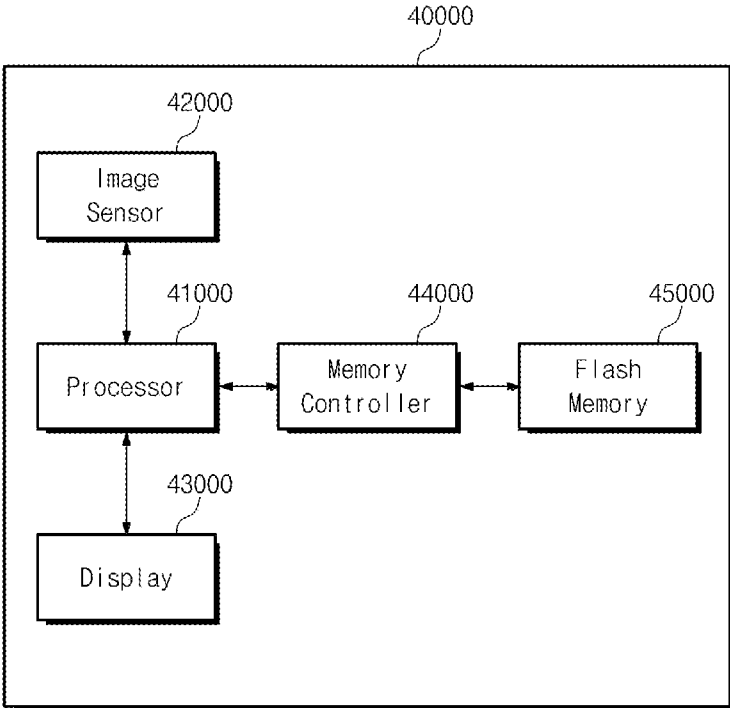 40000
42000
Image
Sensor
41000
44000
45000
Processor
Memory
Controller
Flash
Memory
43000
Display